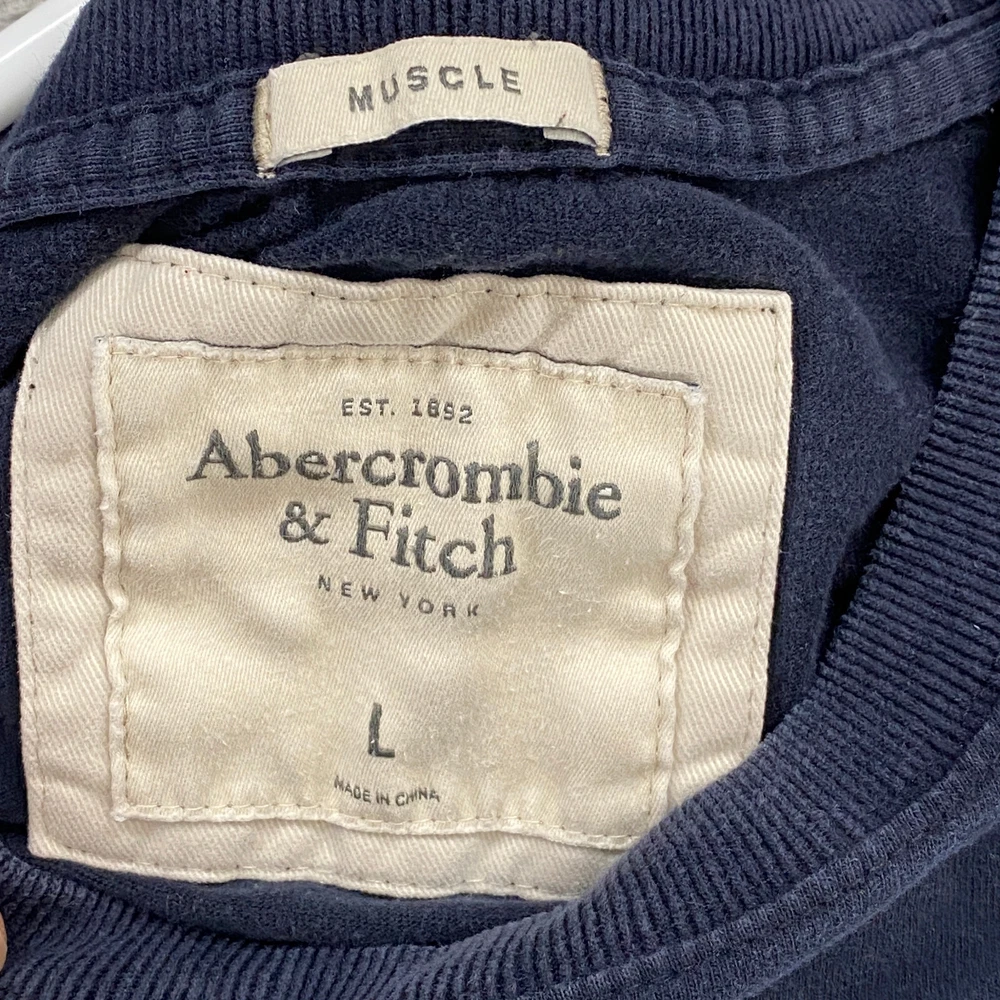 MUSCLE
EST. 1892
Abercrombie
& Fitch
NEW YORK
L
MADE IN CHINA